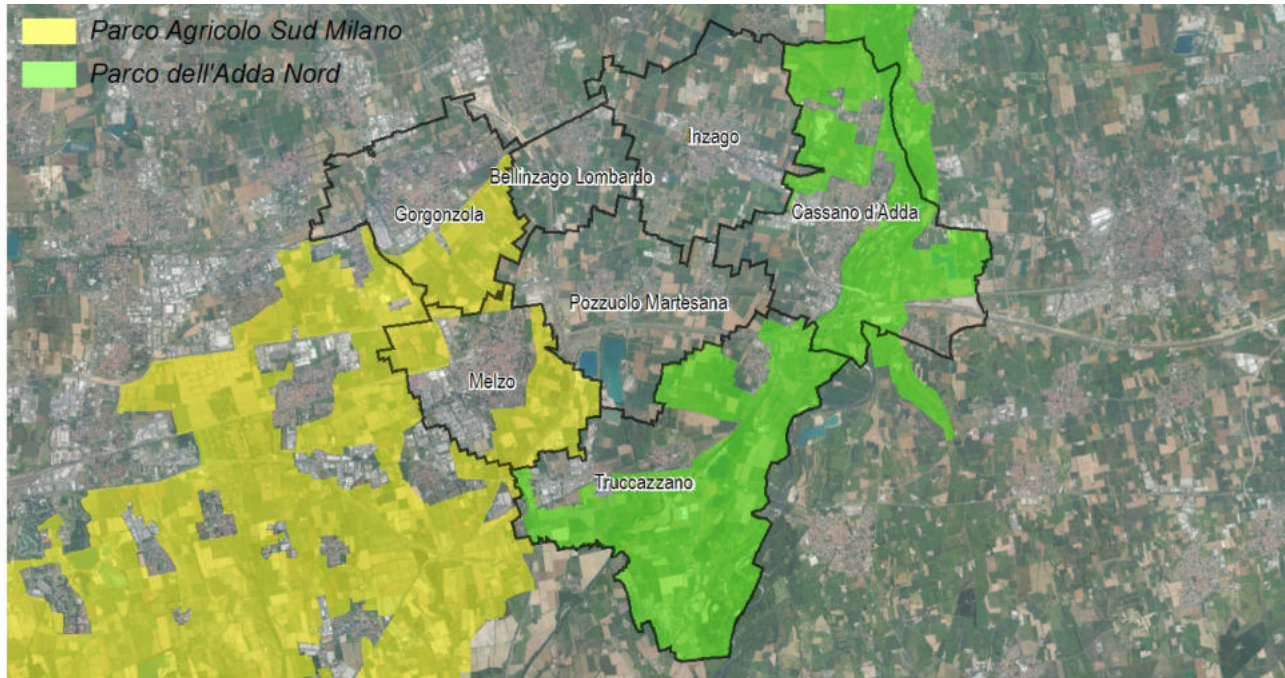 Parco Agricolo Sud Milano
Parco dell'Adda Nord
Inzago
Bellinzago Lombardo
Gorgonzola
Cassano d'Adda
Pozzuolo Martesana
Melzo
Truccazzano